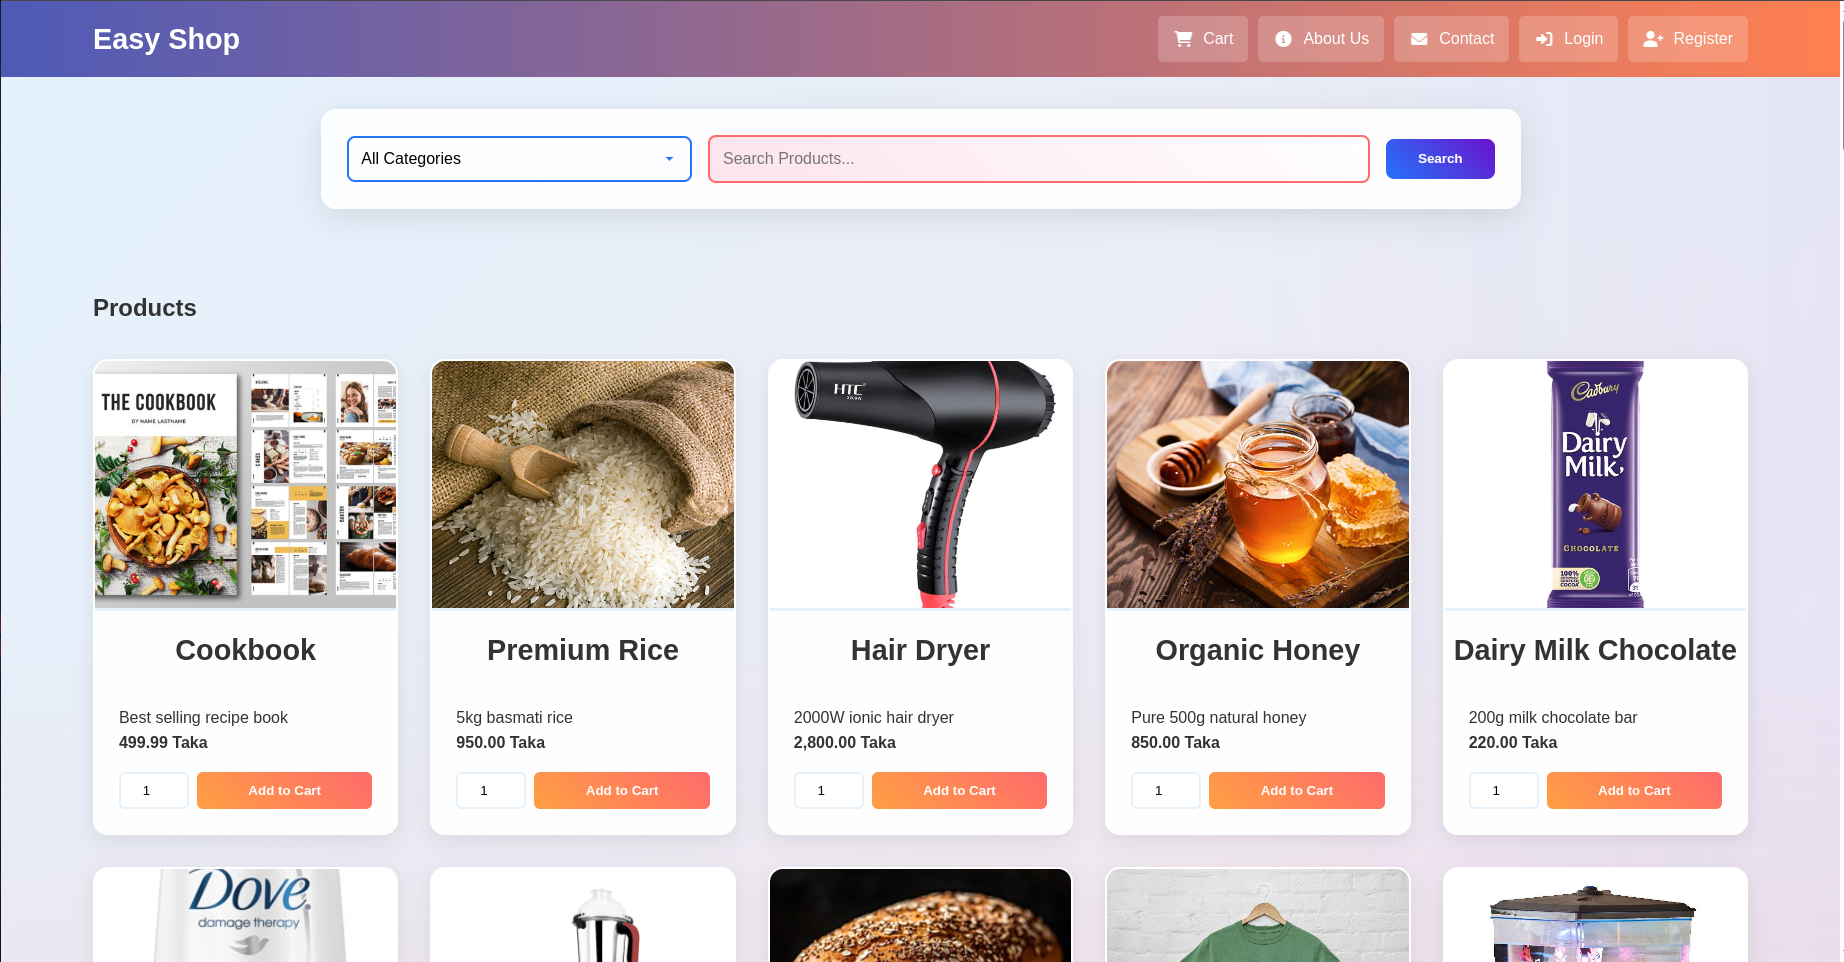 Easy Shop
Cart
About Us
Contact
Login
Register
All Categories
Search Products...
Search
Products
THE COOKBOOK
BY NAME LASTNAME
HTC
2200W
Cadbury
Dairy
Milk
CHOCOLATE
100%
COCOA
Cookbook
Premium Rice
Hair Dryer
Organic Honey
Dairy Milk Chocolate
Best selling recipe book
5kg basmati rice
2000W ionic hair dryer
Pure 500g natural honey
200g milk chocolate bar
499.99 Taka
950.00 Taka
2,800.00 Taka
850.00 Taka
220.00 Taka
1
Add to Cart
1
Add to Cart
1
Add to Cart
1
Add to Cart
1
Add to Cart
Dove
damage therapy